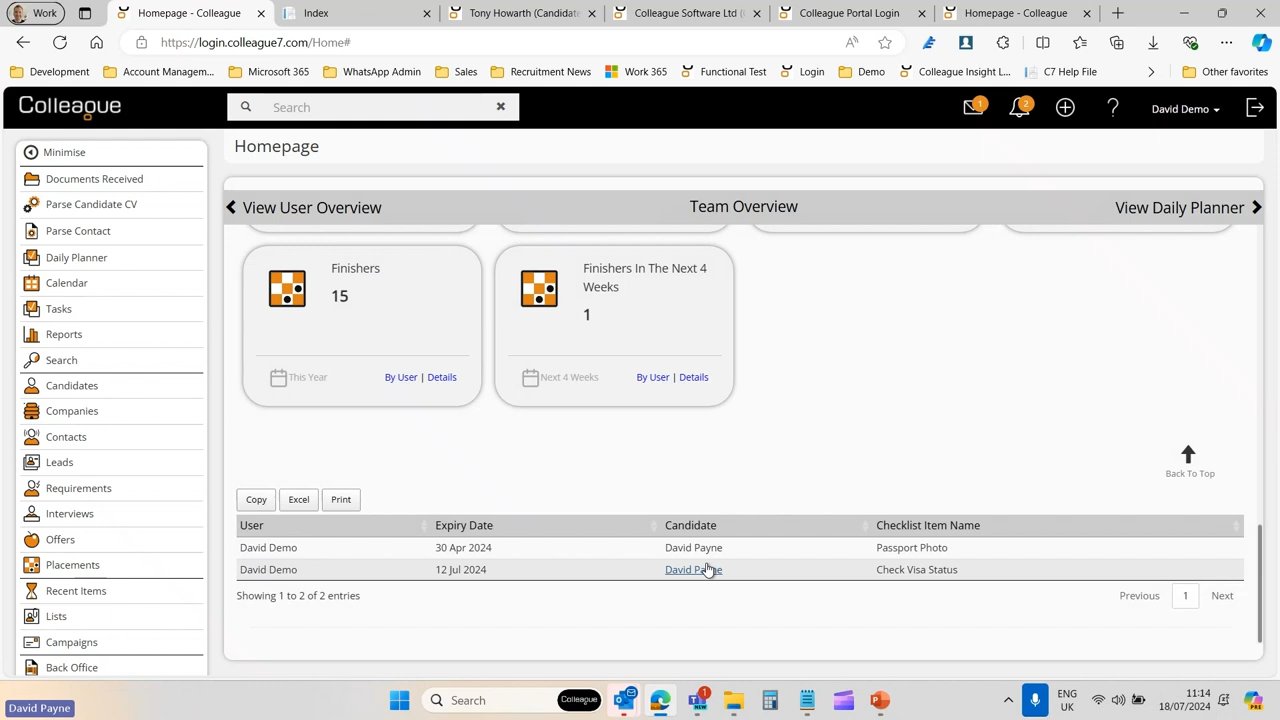 Work
Homepage - Colleague
Index
Tony Howarth (Candidate
Colleague Software Ltd (
Colleague Portal Login
Homepage - Colleague
https://login.colleague7.com/Home#
Development
Account Managem...
Microsoft 365
WhatsApp Admin
Sales
Recruitment News
Work 365
Functional Test
Login
Demo
Colleague Insight L...
C7 Help File
Other favorites
Colleague
Search
1
2
David Demo
Minimise
Documents Received
Parse Candidate CV
Parse Contact
Daily Planner
Calendar
Tasks
Reports
Search
Candidates
Companies
Contacts
Leads
Requirements
Interviews
Offers
Placements
Recent Items
Lists
Campaigns
Back Office
Homepage
View User Overview
Team Overview
View Daily Planner
Finishers
15
This Year
By User | Details
Finishers In The Next 4
Weeks
1
Next 4 Weeks
By User | Details
Back To Top
Copy
Excel
Print
User Expiry Date Candidate Checklist Item Name
David Demo 30 Apr 2024 David Payne Passport Photo
David Demo 12 Jul 2024 David Payne Check Visa Status
Showing 1 to 2 of 2 entries
Previous 1 Next
David Payne
Search
Colleague
1
ENG
UK
11:14
18/07/2024